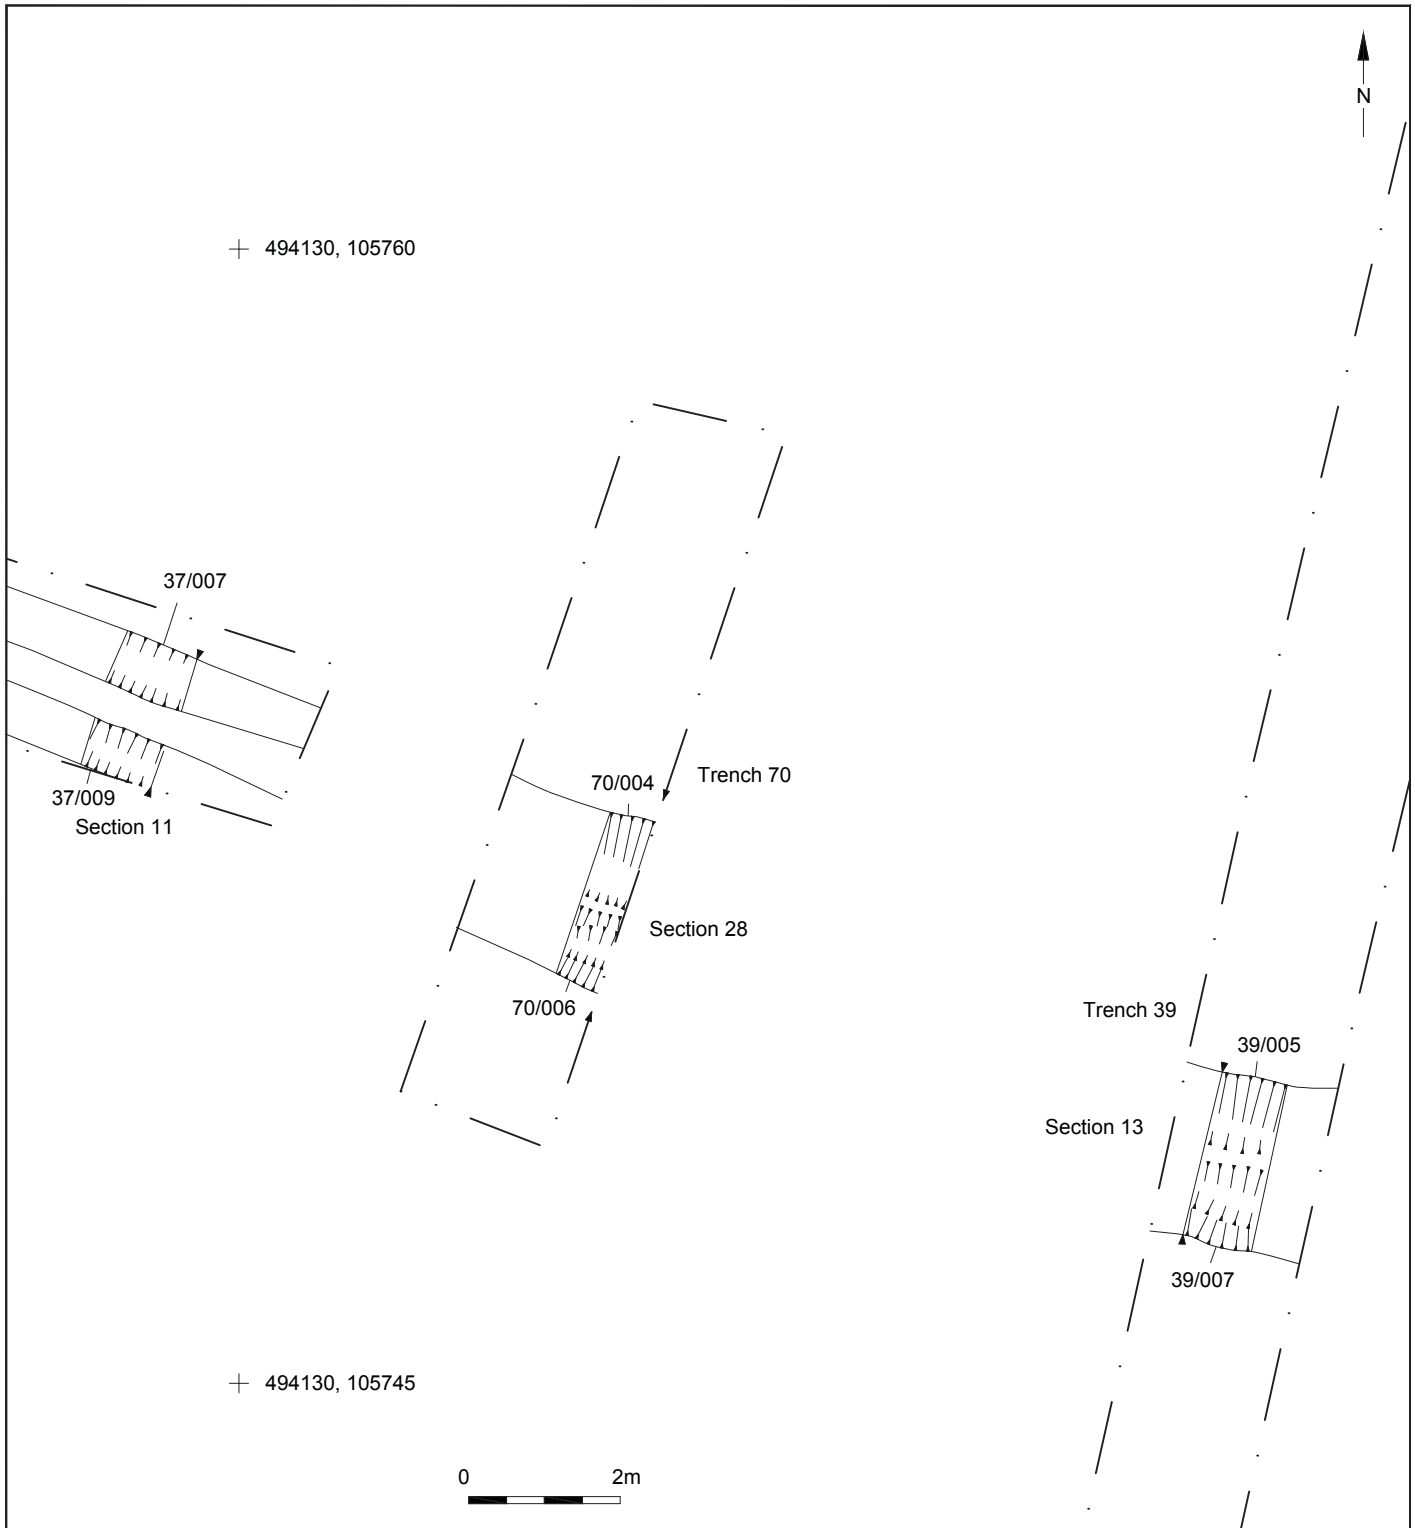 N
494130, 105760
37/007
Trench 70
70/004
37/009
Section 11
Section 28
70/006
Trench 39
39/005
Section 13
39/007
494130, 105745
0 2m